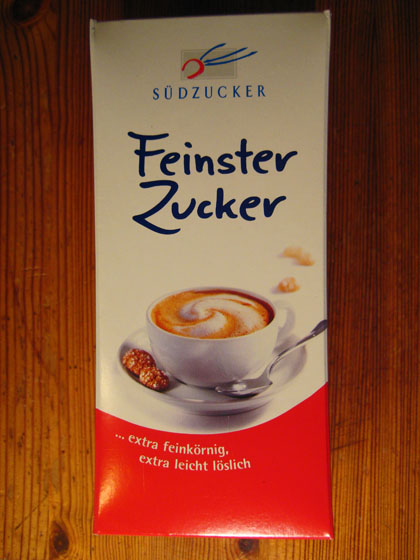 SÜDZUCKER
Feinster
Zucker
... extra feinkörnig,
extra leicht löslich